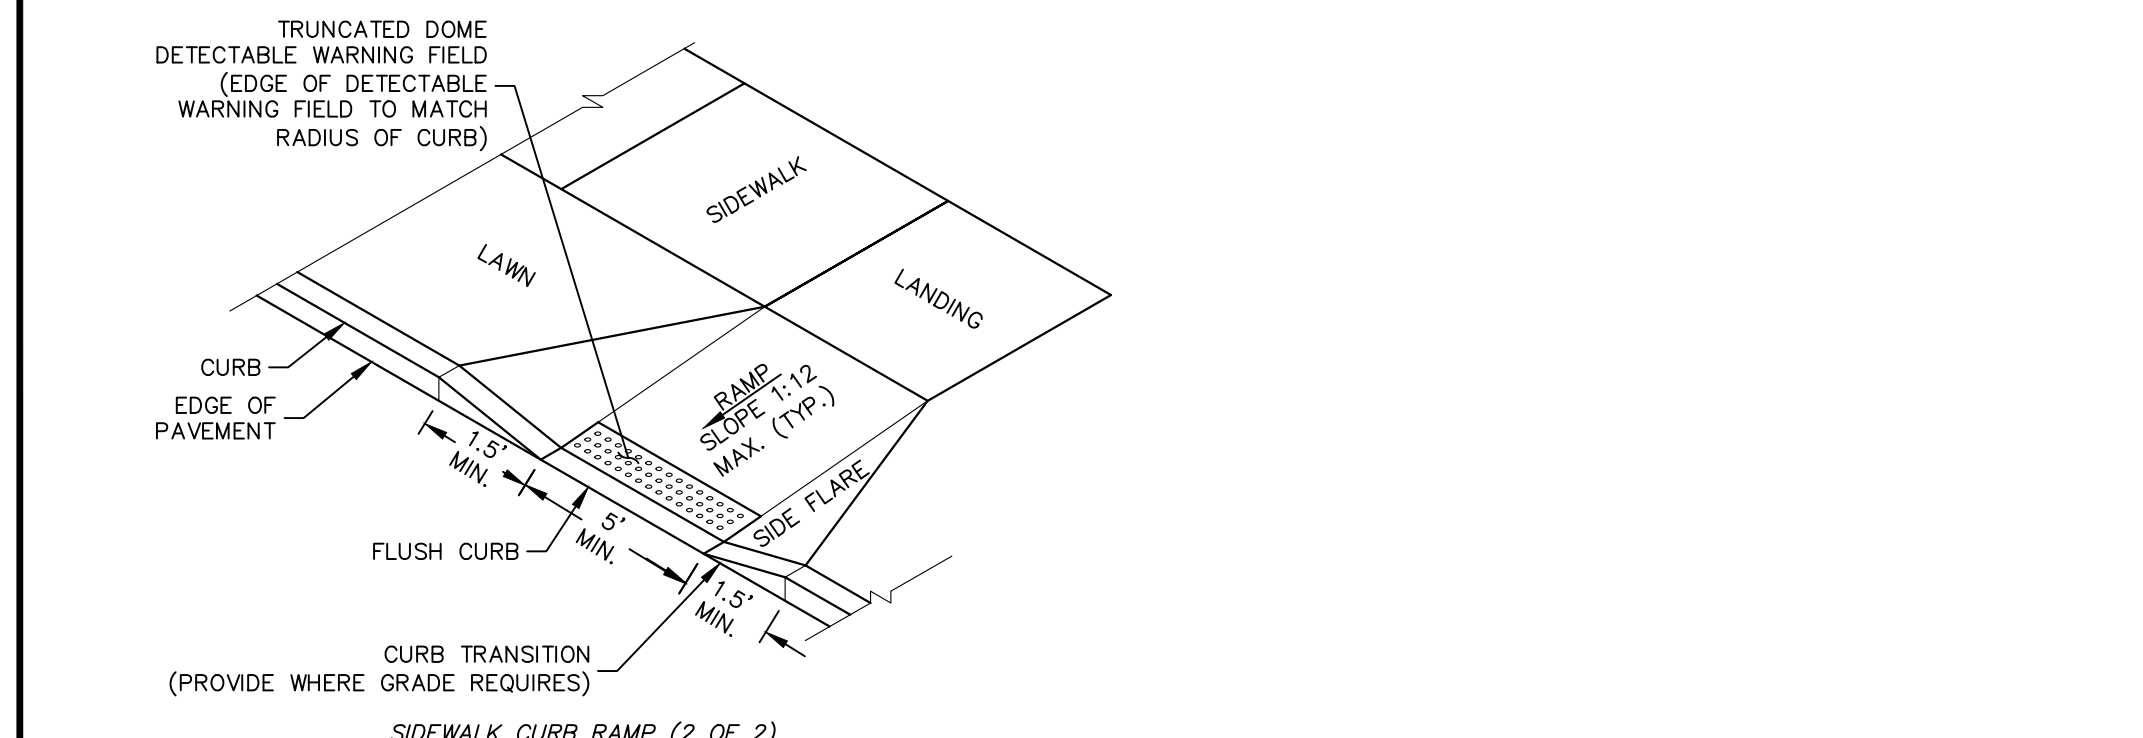 TRUNCATED DOME
DETECTABLE WARNING FIELD
(EDGE OF DETECTABLE
WARNING FIELD TO MATCH
RADIUS OF CURB)
SIDEWALK
LAWN
LANDING
CURB
EDGE OF
PAVEMENT
RAMP
SLOPE 1:12
MAX. (TYP.)
1.5'
MIN.
SIDE FLARE
5'
MIN.
FLUSH CURB
1.5'
MIN.
CURB TRANSITION
(PROVIDE WHERE GRADE REQUIRES)
SIDEWALK CURB RAMP (2 OF 2)